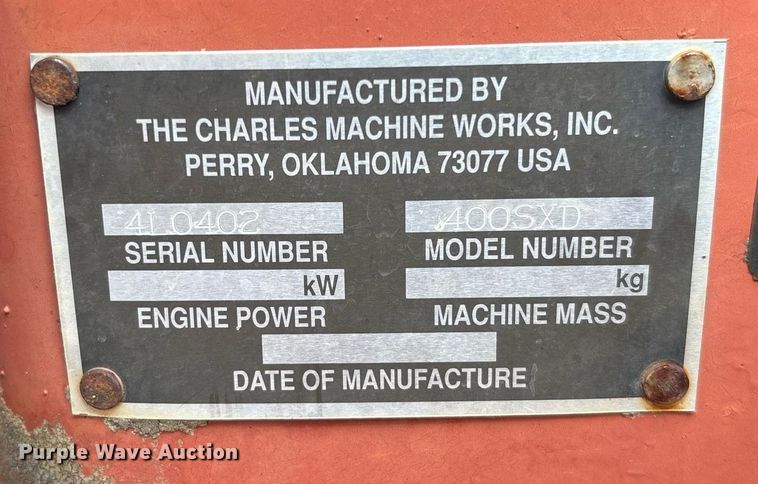 MANUFACTURED BY
THE CHARLES MACHINE WORKS, INC.
PERRY, OKLAHOMA 73077 USA
4L0402 400SXD
SERIAL NUMBER MODEL NUMBER
kW kg
ENGINE POWER MACHINE MASS
DATE OF MANUFACTURE
Purple Wave Auction